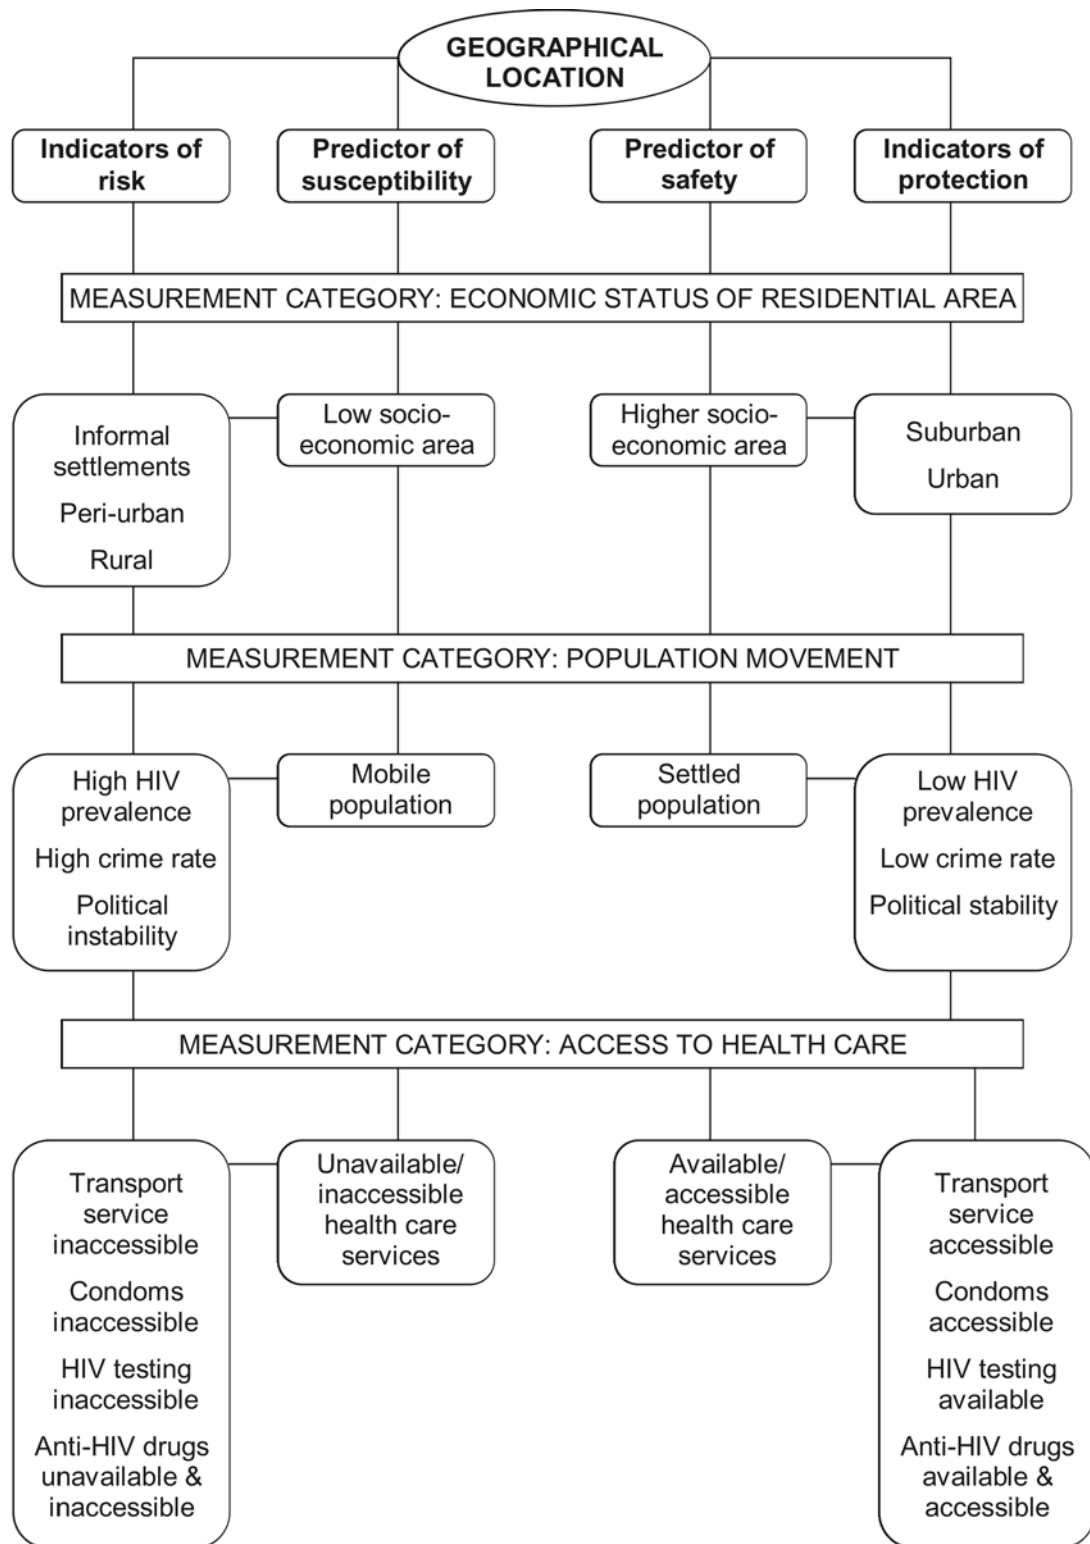 GEOGRAPHICAL
LOCATION
Indicators of
risk
Predictor of
susceptibility
Predictor of
safety
Indicators of
protection
MEASUREMENT CATEGORY: ECONOMIC STATUS OF RESIDENTIAL AREA
Informal
settlements
Peri-urban
Rural
Low socio-
economic area
Higher socio-
economic area
Suburban
Urban
MEASUREMENT CATEGORY: POPULATION MOVEMENT
High HIV
prevalence
High crime rate
Political
instability
Mobile
population
Settled
population
Low HIV
prevalence
Low crime rate
Political stability
MEASUREMENT CATEGORY: ACCESS TO HEALTH CARE
Transport
service
inaccessible
Condoms
inaccessible
HIV testing
inaccessible
Anti-HIV drugs
unavailable &
inaccessible
Unavailable/
inaccessible
health care
services
Available/
accessible
health care
services
Transport
service
accessible
Condoms
accessible
HIV testing
available
Anti-HIV drugs
available &
accessible